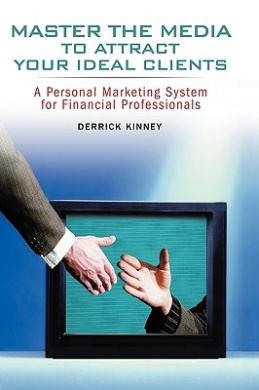 MASTER THE MEDIA
TO ATTRACT
YOUR IDEAL CLIENTS
A Personal Marketing System
for Financial Professionals
DERRICK KINNEY